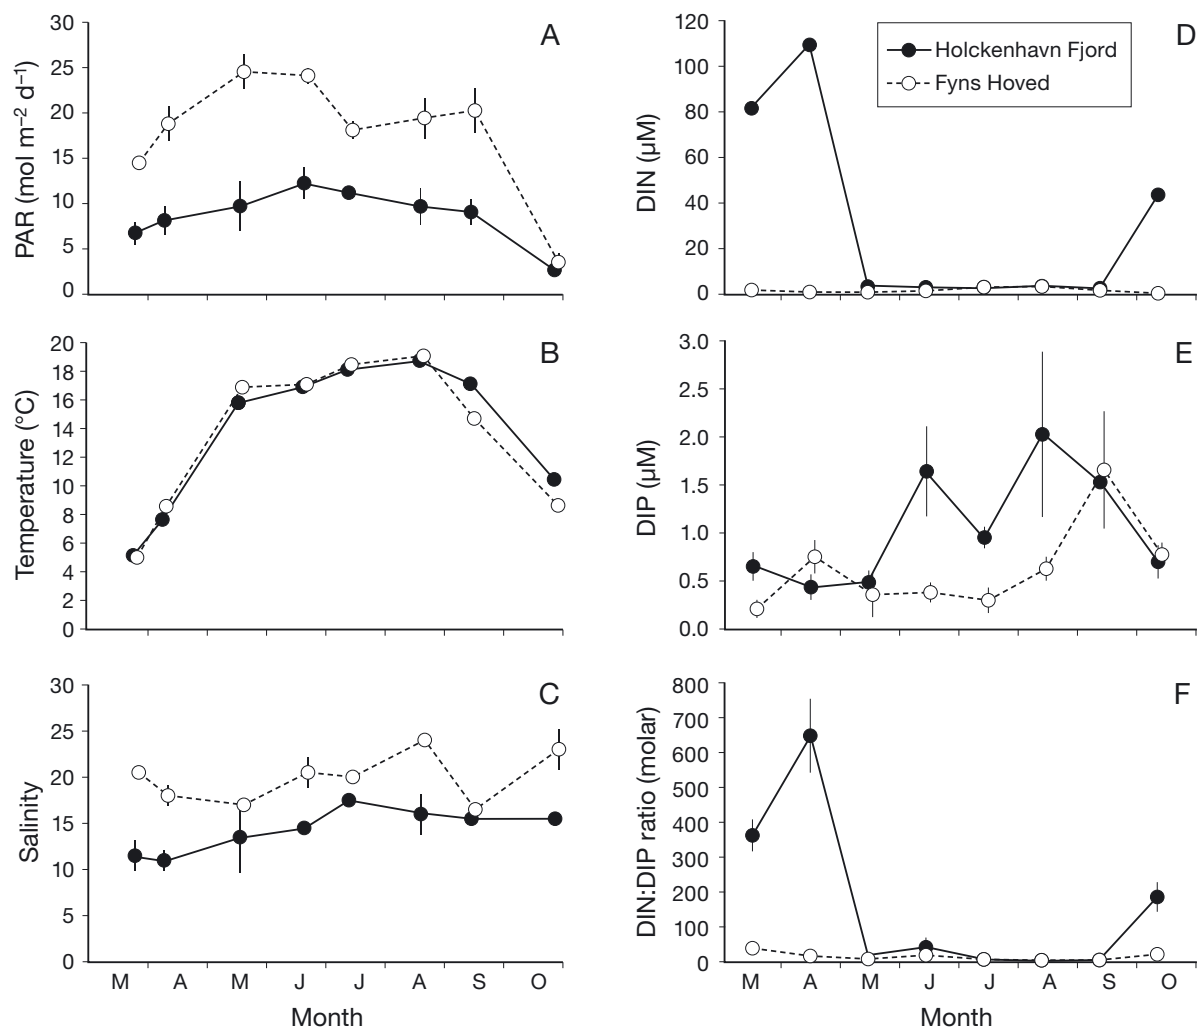 A
30
25
20
15
10
5
0
PAR (mol m⁻² d⁻¹)
B
20
18
16
14
12
10
8
6
4
2
0
Temperature (°C)
C
30
25
20
15
10
5
0
Salinity
M A M J J A S O
Month
D
Holckenhavn Fjord
Fyns Hoved
120
100
80
60
40
20
0
DIN (µM)
E
3.0
2.5
2.0
1.5
1.0
0.5
0.0
DIP (µM)
F
800
700
600
500
400
300
200
100
0
DIN:DIP ratio (molar)
M A M J J A S O
Month